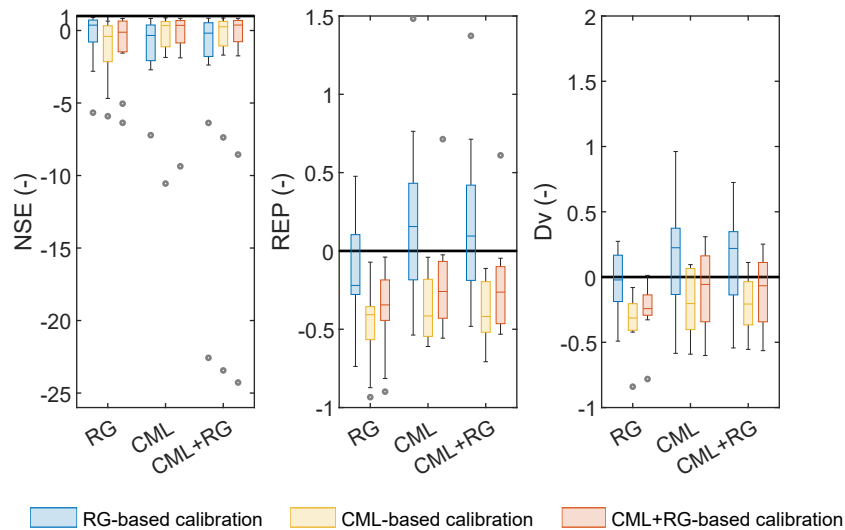 NSE (-)
1
0
-5
-10
-15
-20
-25
RG
CML
CML+RG
REP (-)
1.5
1
0.5
0
-0.5
-1
RG
CML
CML+RG
Dv (-)
2
1.5
1
0.5
0
-0.5
-1
RG
CML
CML+RG
RG-based calibration
CML-based calibration
CML+RG-based calibration